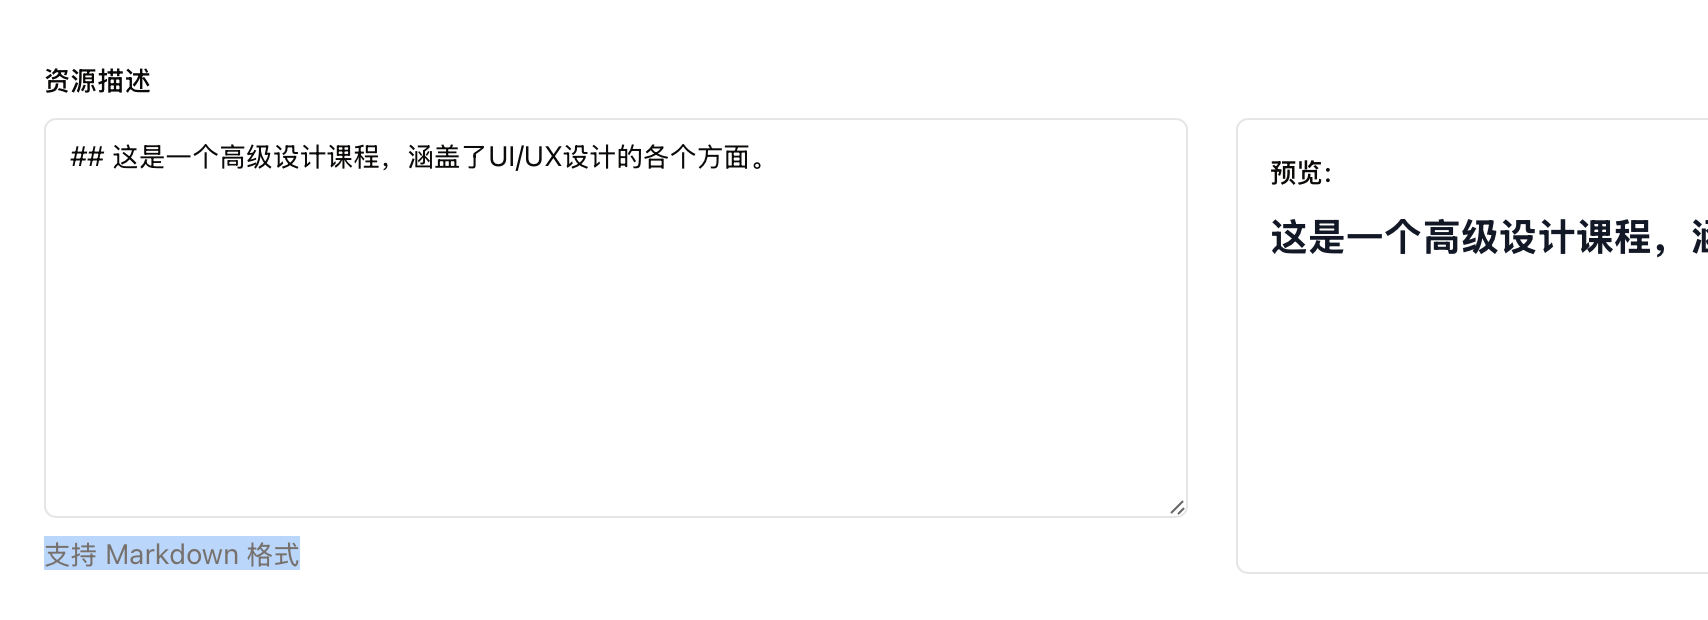 资源描述
## 这是一个高级设计课程，涵盖了UI/UX设计的各个方面。
支持 Markdown 格式
预览：
这是一个高级设计课程，